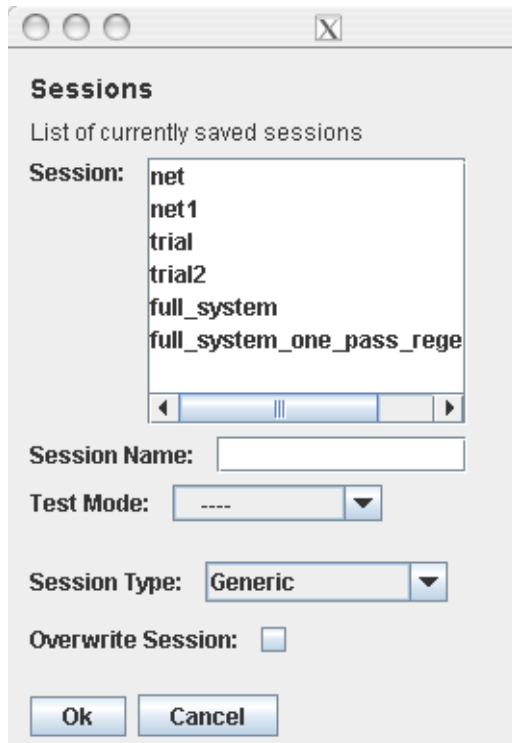 X
Sessions
List of currently saved sessions
Session:
net
net1
trial
trial2
full_system
full_system_one_pass_rege
Session Name:
Test Mode: ----
Session Type: Generic
Overwrite Session:
Ok Cancel